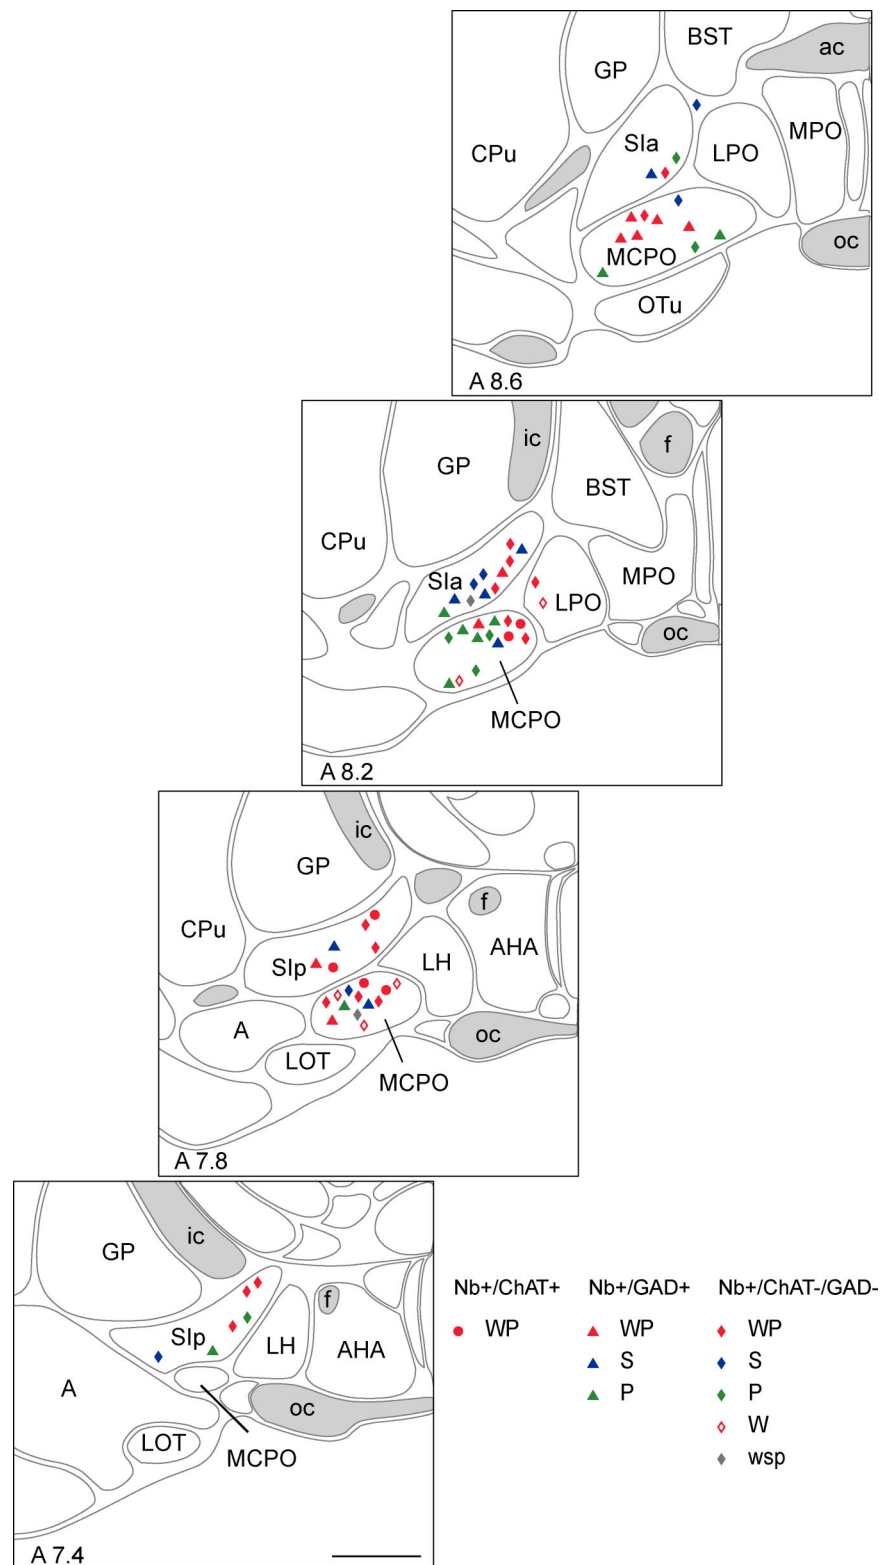 BST
ac
GP
MPO
SIa
CPu
LPO
oc
MCPO
OTu
A 8.6
ic
f
GP
BST
CPu
MPO
SIa
LPO
oc
MCPO
A 8.2
ic
GP
f
CPu
AHA
SIp
LH
A
oc
LOT
MCPO
A 7.8
ic
GP
f
SIp
LH
AHA
A
oc
LOT
MCPO
A 7.4
Nb+/ChAT+ Nb+/GAD+ Nb+/ChAT-/GAD-
WP WP WP
S S
P P
W
wsp